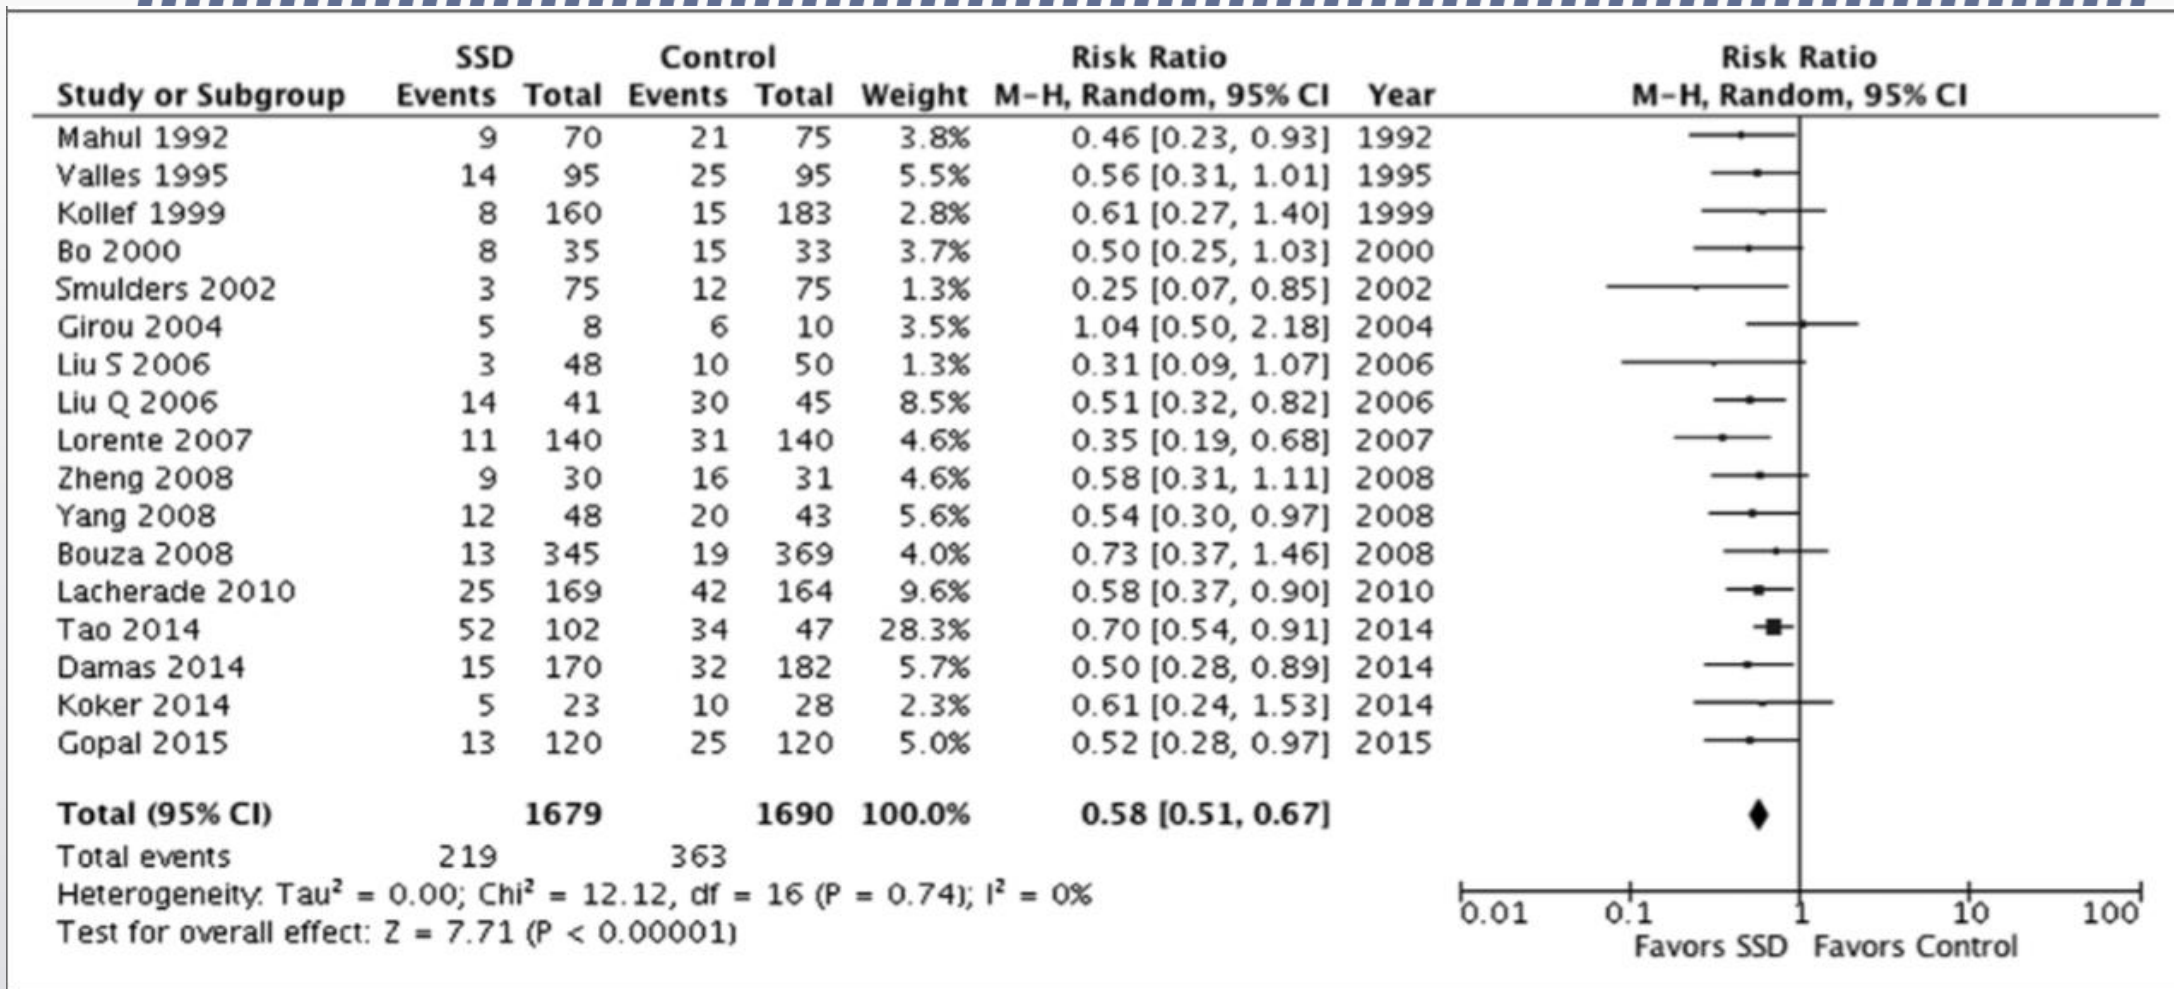 SSD Control Risk Ratio Risk Ratio
Study or Subgroup Events Total Events Total Weight M-H, Random, 95% CI Year M-H, Random, 95% CI
Mahul 1992 9 70 21 75 3.8% 0.46 [0.23, 0.93] 1992
Valles 1995 14 95 25 95 5.5% 0.56 [0.31, 1.01] 1995
Kollef 1999 8 160 15 183 2.8% 0.61 [0.27, 1.40] 1999
Bo 2000 8 35 15 33 3.7% 0.50 [0.25, 1.03] 2000
Smulders 2002 3 75 12 75 1.3% 0.25 [0.07, 0.85] 2002
Girou 2004 5 8 6 10 3.5% 1.04 [0.50, 2.18] 2004
Liu S 2006 3 48 10 50 1.3% 0.31 [0.09, 1.07] 2006
Liu Q 2006 14 41 30 45 8.5% 0.51 [0.32, 0.82] 2006
Lorente 2007 11 140 31 140 4.6% 0.35 [0.19, 0.68] 2007
Zheng 2008 9 30 16 31 4.6% 0.58 [0.31, 1.11] 2008
Yang 2008 12 48 20 43 5.6% 0.54 [0.30, 0.97] 2008
Bouza 2008 13 345 19 369 4.0% 0.73 [0.37, 1.46] 2008
Lacherade 2010 25 169 42 164 9.6% 0.58 [0.37, 0.90] 2010
Tao 2014 52 102 34 47 28.3% 0.70 [0.54, 0.91] 2014
Damas 2014 15 170 32 182 5.7% 0.50 [0.28, 0.89] 2014
Koker 2014 5 23 10 28 2.3% 0.61 [0.24, 1.53] 2014
Gopal 2015 13 120 25 120 5.0% 0.52 [0.28, 0.97] 2015
Total (95% CI) 1679 1690 100.0% 0.58 [0.51, 0.67]
Total events 219 363
Heterogeneity: Tau² = 0.00; Chi² = 12.12, df = 16 (P = 0.74); I² = 0%
Test for overall effect: Z = 7.71 (P < 0.00001)
0.01 0.1 1 10 100
Favors SSD Favors Control